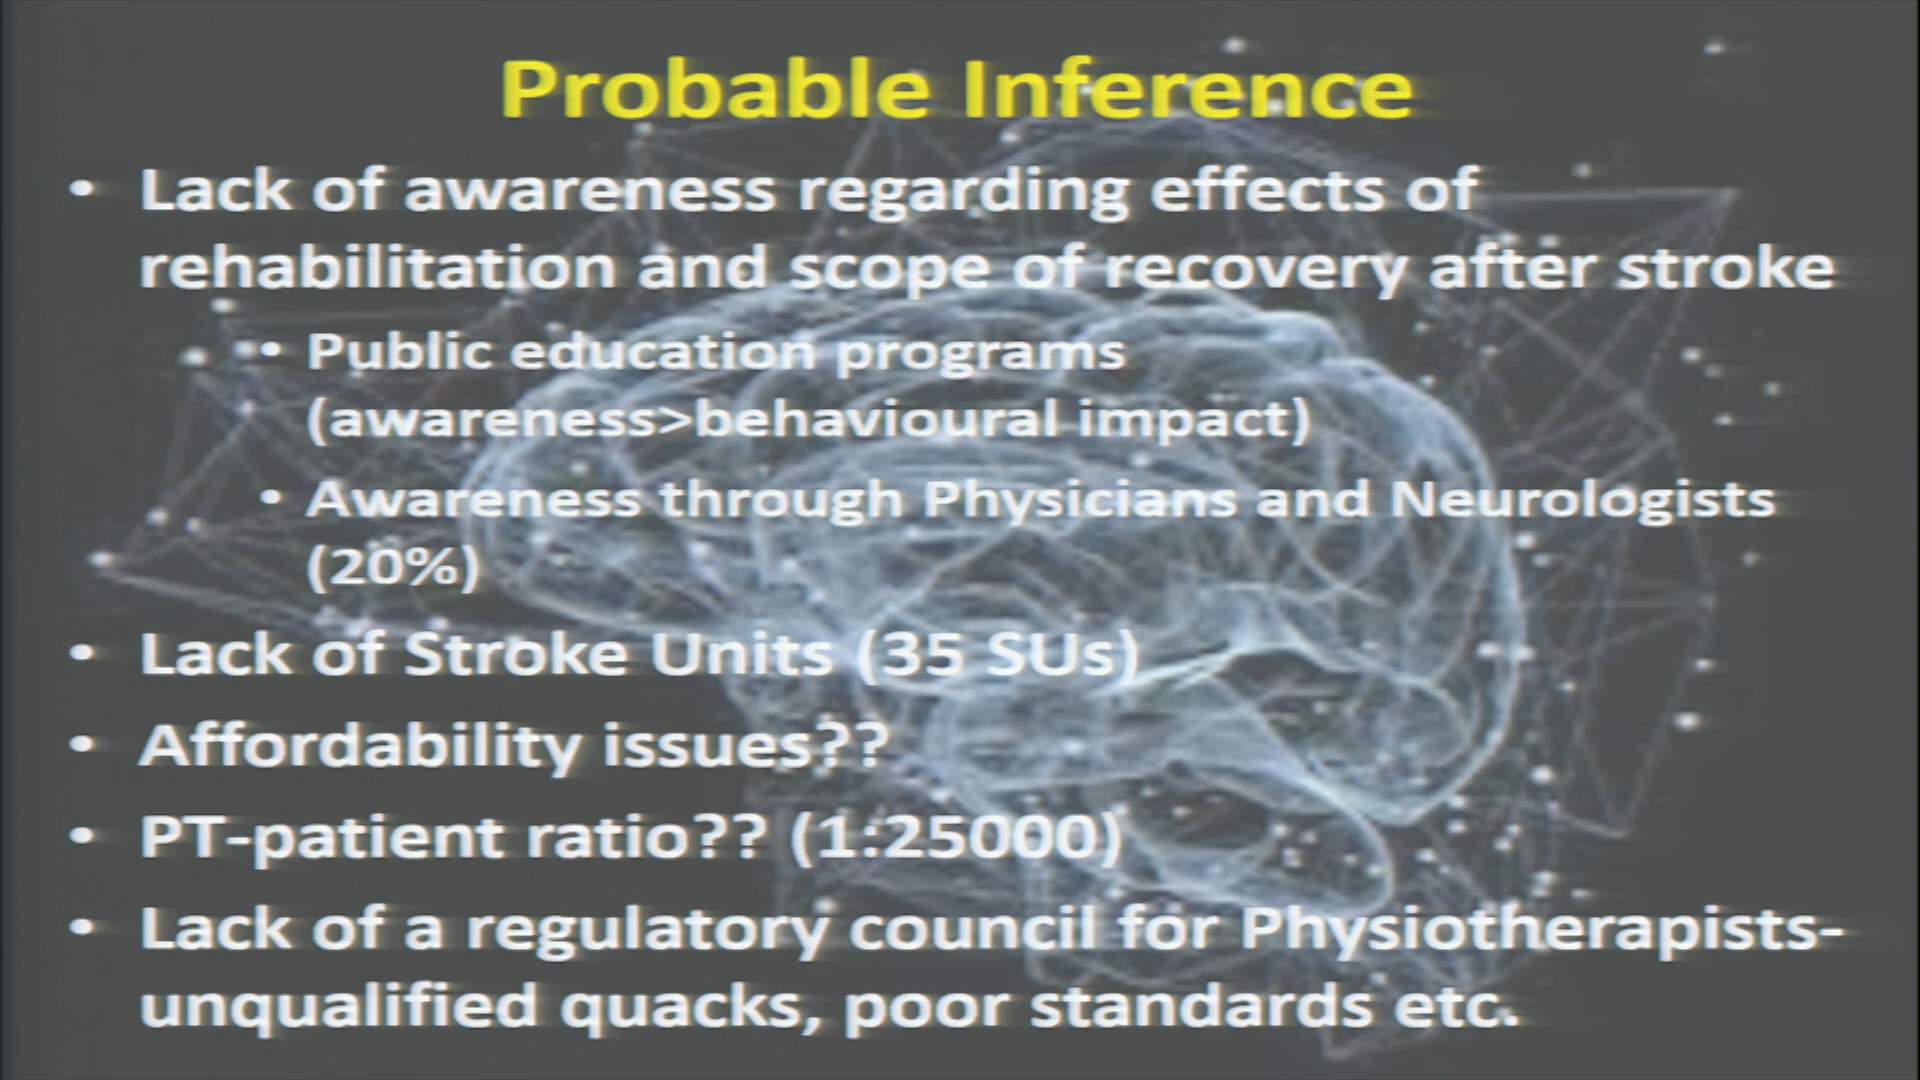 Probable Inference
• Lack of awareness regarding effects of
rehabilitation and scope of recovery after stroke
• Public education programs
(awareness>behavioural impact)
• Awareness through Physicians and Neurologists
(20%)
• Lack of Stroke Units (35 SUs)
• Affordability issues??
• PT-patient ratio?? (1:25000)
• Lack of a regulatory council for Physiotherapists-
unqualified quacks, poor standards etc.